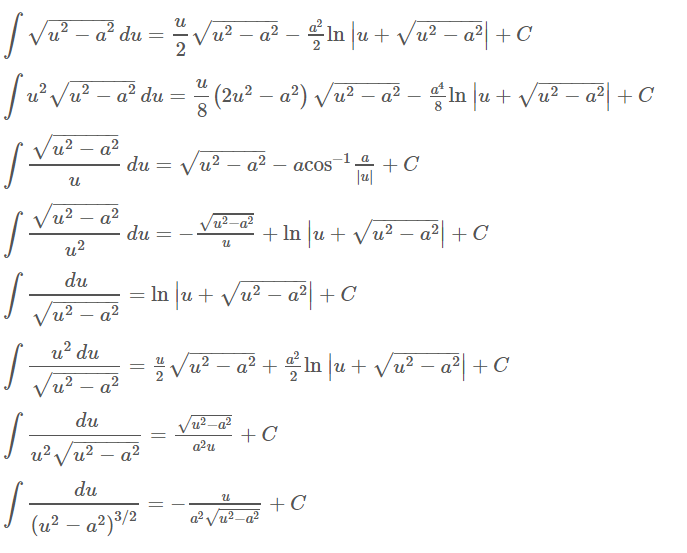 ∫ √(u² − a²) du = u/2 √(u² − a²) − a²/2 ln |u + √(u² − a²)| + C
∫ u² √(u² − a²) du = u/8 (2u² − a²) √(u² − a²) − a⁴/8 ln |u + √(u² − a²)| + C
∫ √(u² − a²)/u du = √(u² − a²) − acos⁻¹ a/|u| + C
∫ √(u² − a²)/u² du = − √(u²−a²)/u + ln |u + √(u² − a²)| + C
∫ du/√(u² − a²) = ln |u + √(u² − a²)| + C
∫ u² du/√(u² − a²) = u/2 √(u² − a²) + a²/2 ln |u + √(u² − a²)| + C
∫ du/(u² √(u² − a²)) = √(u²−a²)/(a²u) + C
∫ du/(u² − a²)^(3/2) = − u/(a² √(u²−a²)) + C